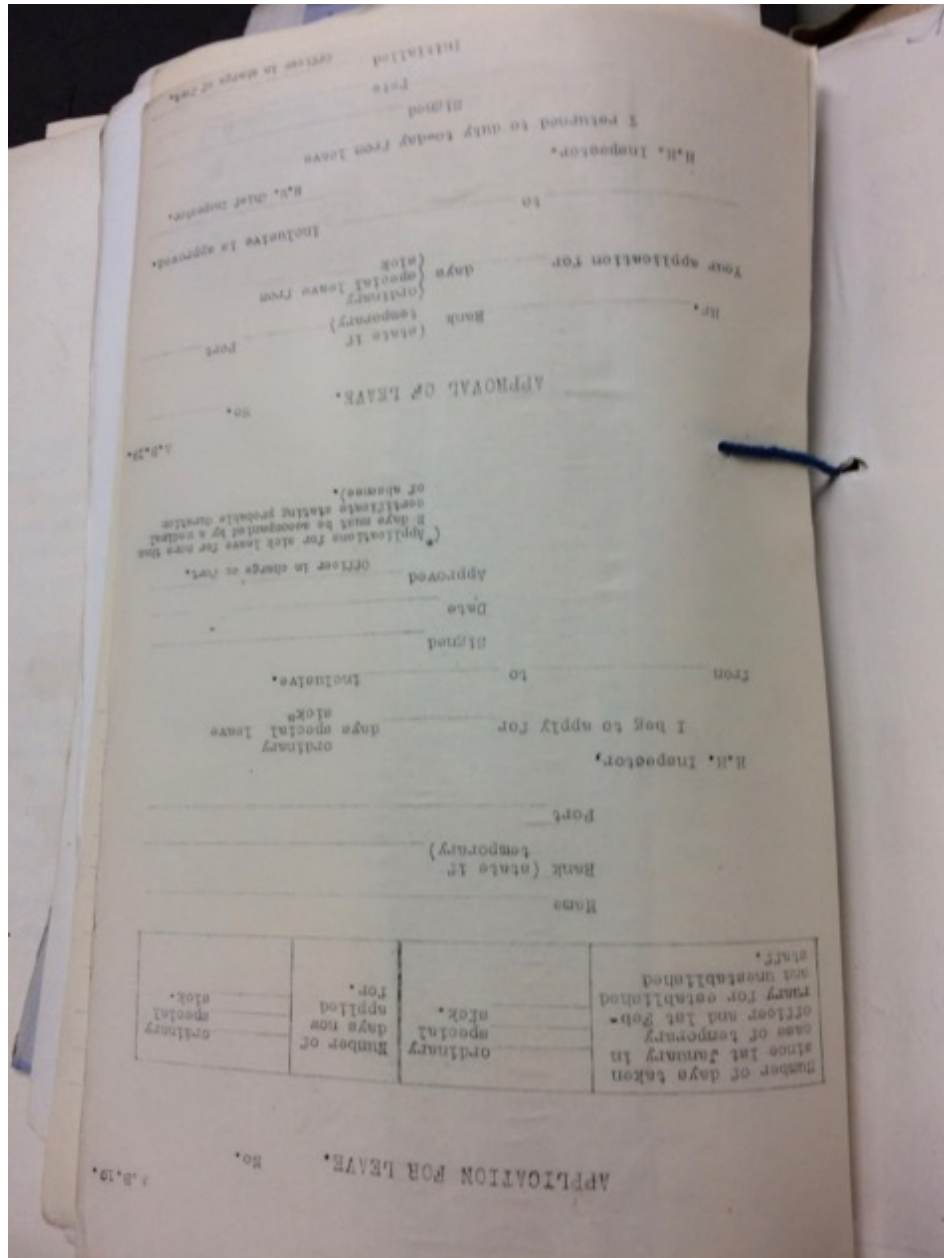 APPLICATION FOR LEAVE. No.
Number of days taken
since 1st January in
case of temporary
officer and 1st Feb-
ruary for established
and unestablished
staff.
ordinary
special
sick.
Number of
days now
applied
for.
ordinary
special
sick.
Name
Rank (state if
temporary)
Port
H.M. Inspector,
I beg to apply for days
ordinary
special leave
sick*
from to inclusive.
Signed
Date
Approved Officer in charge of Port.
(*Applications for sick leave for more than
days must be accompanied by a medical
certificate stating probable duration
of absence).
APPROVAL OF LEAVE.
No.
Mr. Rank (state if
temporary) Port
Your application for days
(ordinary
(special leave from
(sick
to inclusive is approved.
H.M. Chief Inspector.
H.M. Inspector.
I returned to duty to=day from leave
Signed
Date
Initialled Officer in charge of Port.